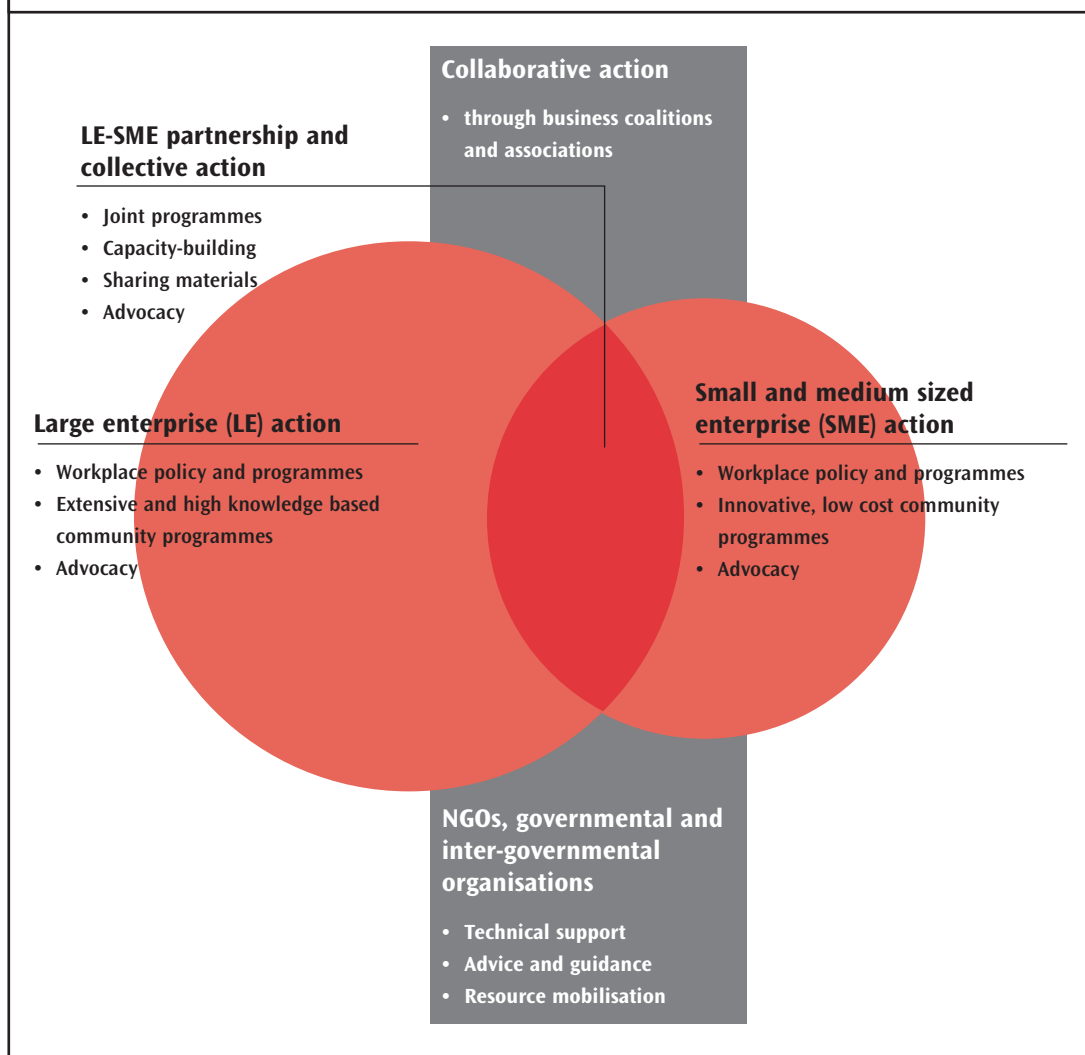 Collaborative action
• through business coalitions
and associations
LE-SME partnership and
collective action
• Joint programmes
• Capacity-building
• Sharing materials
• Advocacy
Large enterprise (LE) action
• Workplace policy and programmes
• Extensive and high knowledge based
community programmes
• Advocacy
Small and medium sized
enterprise (SME) action
• Workplace policy and programmes
• Innovative, low cost community
programmes
• Advocacy
NGOs, governmental and
inter-governmental
organisations
• Technical support
• Advice and guidance
• Resource mobilisation